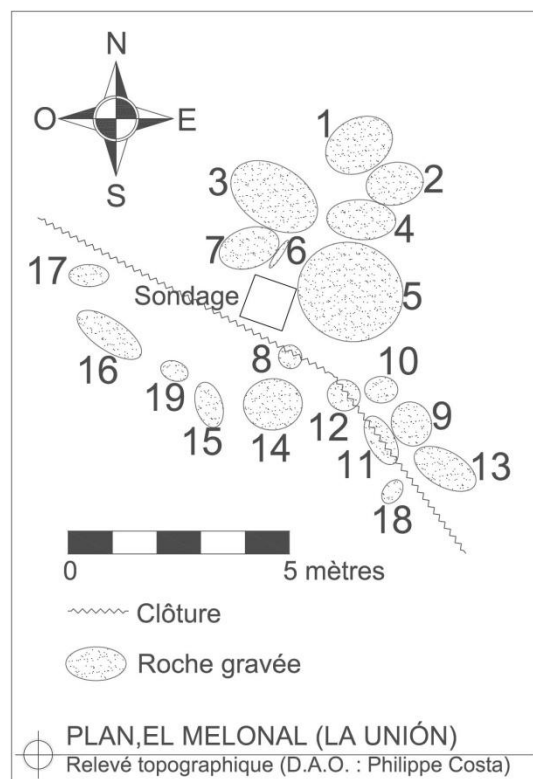 N
O E
S
1
2
3
4
7 6
17
Sondage 5
8 10
16
19 9
15 14 12
11 13
18
0 5 mètres
Clôture
Roche gravée
PLAN,EL MELONAL (LA UNIÓN)
Relevé topographique (D.A.O. : Philippe Costa)